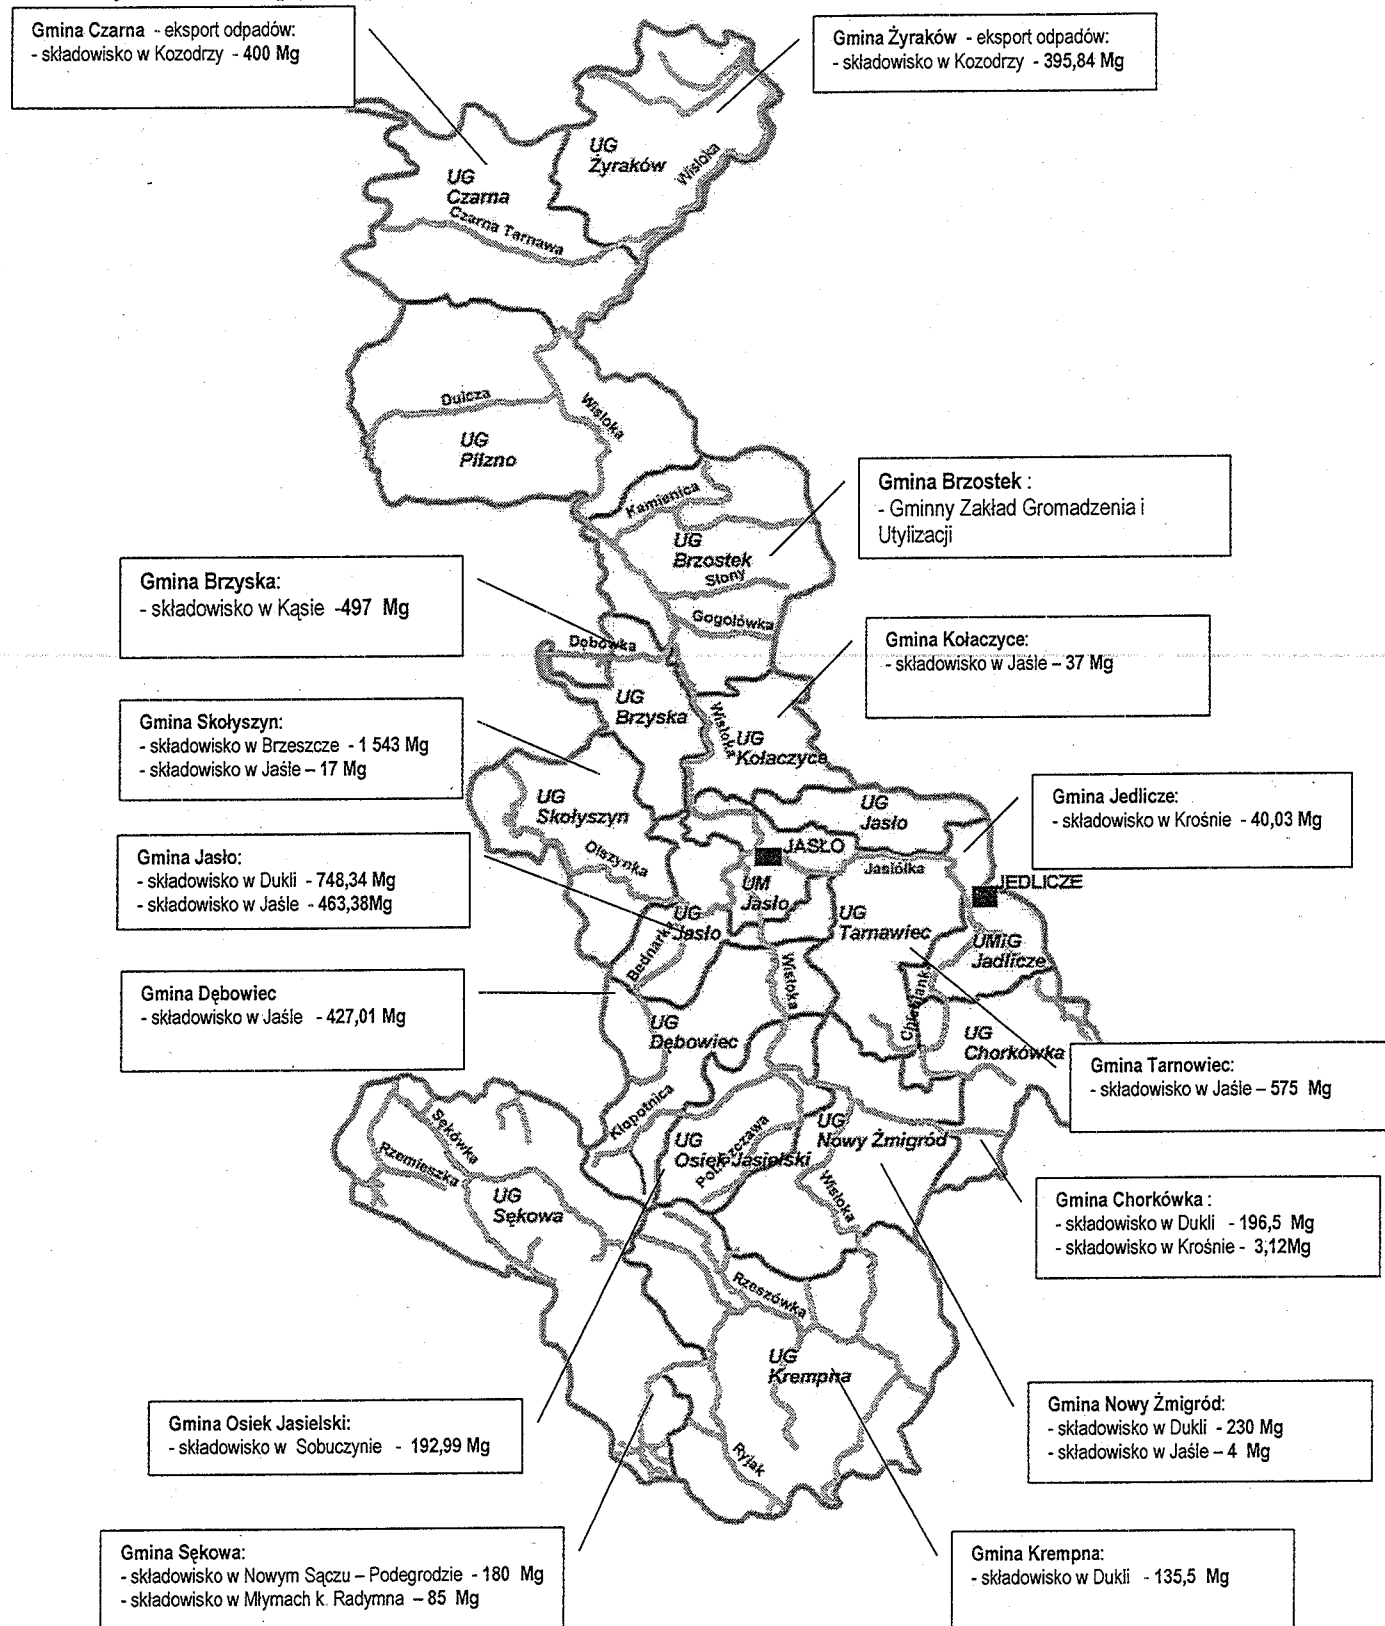 Gmina Czarna - eksport odpadów:
- składowisko w Kozodrzy - 400 Mg
Gmina Żyraków - eksport odpadów:
- składowisko w Kozodrzy - 395,84 Mg
UG
Żyraków
Wisłoka
UG
Czarna
Czarna Tarnawa
Dulcza
Wisłoka
UG
Pilzno
Gmina Brzostek :
- Gminny Zakład Gromadzenia i
Utylizacji
Kamienica
UG
Brzostek
Słony
Gogołówka
Gmina Brzyska:
- składowisko w Kąsie -497 Mg
Dębówka
Gmina Kołaczyce:
- składowisko w Jaśle – 37 Mg
UG
Brzyska
Wisłoka
UG
Kołaczyce
Gmina Skołyszyn:
- składowisko w Brzeszcze - 1 543 Mg
- składowisko w Jaśle – 17 Mg
UG
Skołyszyn
UG
Jasło
Gmina Jedlicze:
- składowisko w Krośnie - 40,03 Mg
Gmina Jasło:
- składowisko w Dukli - 748,34 Mg
- składowisko w Jaśle - 463,38Mg
Olszynka
JASŁO
Jasiółka
JEDLICZE
UM
Jasło
UG
Jasło
Bednarka
UG
Tarnawiec
UMiG
Jadlicze
Wisłoka
Gmina Dębowiec
- składowisko w Jaśle - 427,01 Mg
UG
Dębowiec
UG
Chorkówka
Gmina Tarnowiec:
- składowisko w Jaśle – 575 Mg
Kłopotnica
Sękówka
Rzemieszka
UG
Osiek Jasielski
UG
Nowy Żmigród
Wisłoka
UG
Sękowa
Gmina Chorkówka :
- składowisko w Dukli - 196,5 Mg
- składowisko w Krośnie - 3,12Mg
Rzeszówka
UG
Krempna
Ryjak
Gmina Osiek Jasielski:
- składowisko w Sobuczynie - 192,99 Mg
Gmina Nowy Żmigród:
- składowisko w Dukli - 230 Mg
- składowisko w Jaśle – 4 Mg
Gmina Sękowa:
- składowisko w Nowym Sączu – Podegrodzie - 180 Mg
- składowisko w Młymach k. Radymna – 85 Mg
Gmina Krempna:
- składowisko w Dukli - 135,5 Mg